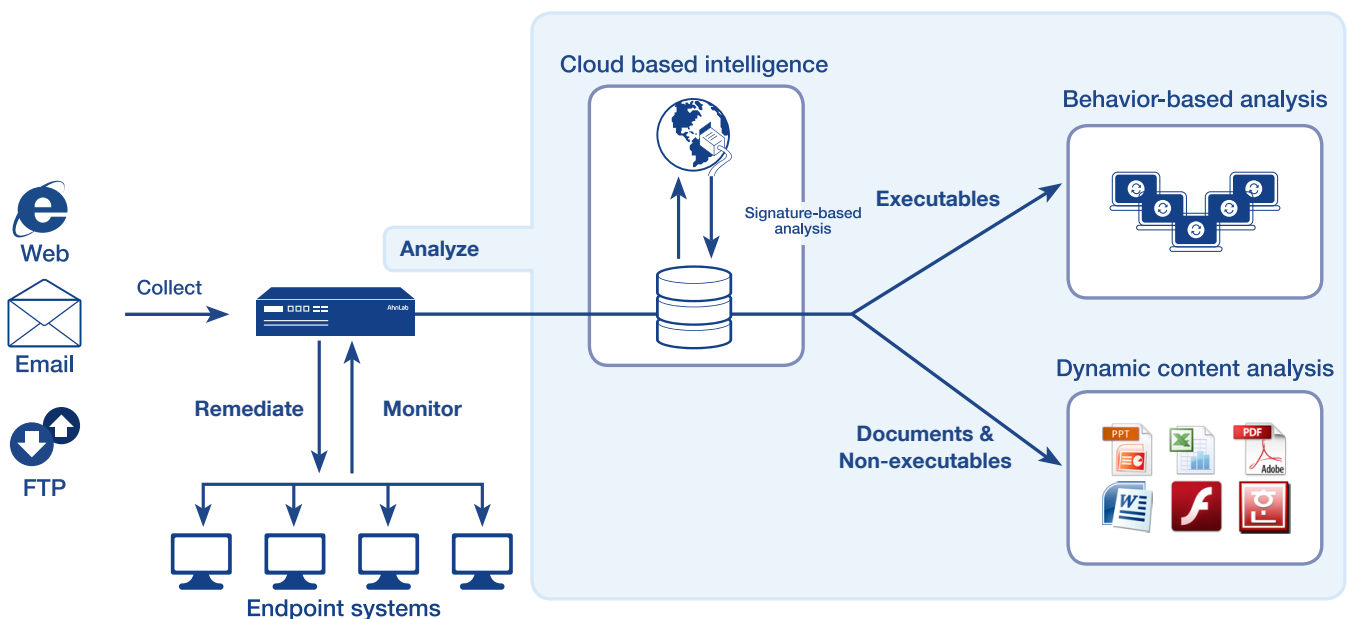 Cloud based intelligence
Behavior-based analysis
Executables
Signature-based
analysis
Web
Analyze
Collect
AhnLab
Email
Dynamic content analysis
Remediate
Monitor
Documents &
Non-executables
PPT
PDF
Adobe
W
한
FTP
Endpoint systems